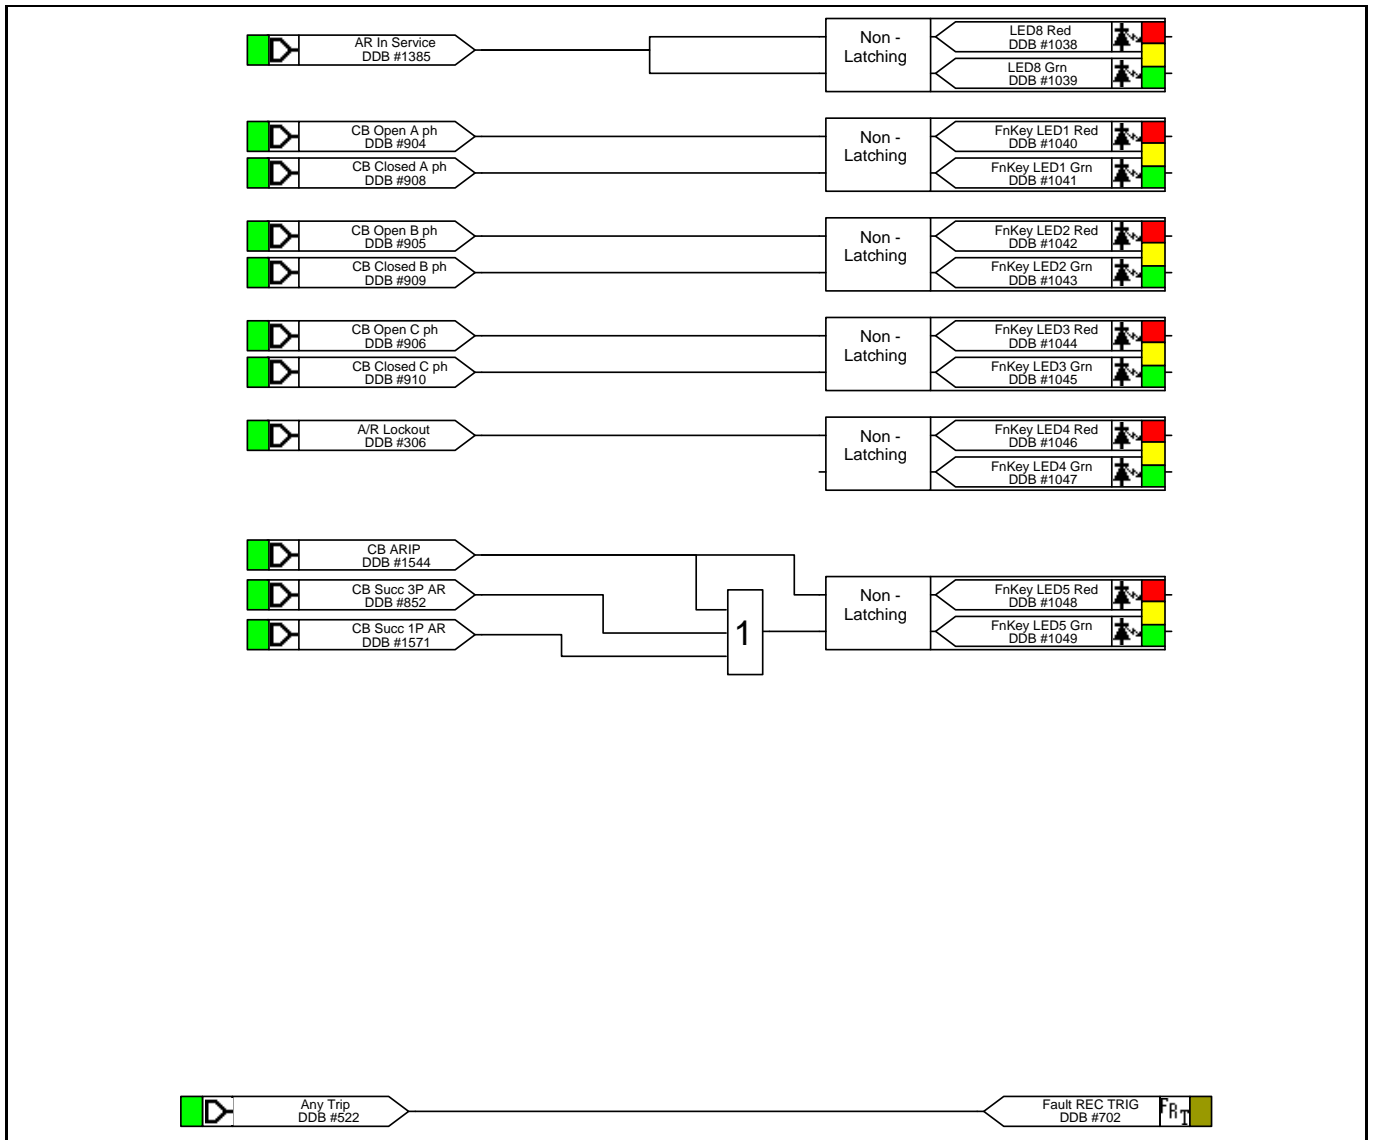 AR In Service
DDB #1385
Non -
Latching
LED8 Red
DDB #1038
LED8 Grn
DDB #1039
CB Open A ph
DDB #904
CB Closed A ph
DDB #908
Non -
Latching
FnKey LED1 Red
DDB #1040
FnKey LED1 Grn
DDB #1041
CB Open B ph
DDB #905
CB Closed B ph
DDB #909
Non -
Latching
FnKey LED2 Red
DDB #1042
FnKey LED2 Grn
DDB #1043
CB Open C ph
DDB #906
CB Closed C ph
DDB #910
Non -
Latching
FnKey LED3 Red
DDB #1044
FnKey LED3 Grn
DDB #1045
A/R Lockout
DDB #306
Non -
Latching
FnKey LED4 Red
DDB #1046
FnKey LED4 Grn
DDB #1047
CB ARIP
DDB #1544
CB Succ 3P AR
DDB #852
CB Succ 1P AR
DDB #1571
1
Non -
Latching
FnKey LED5 Red
DDB #1048
FnKey LED5 Grn
DDB #1049
Any Trip
DDB #522
Fault REC TRIG
DDB #702
FRT